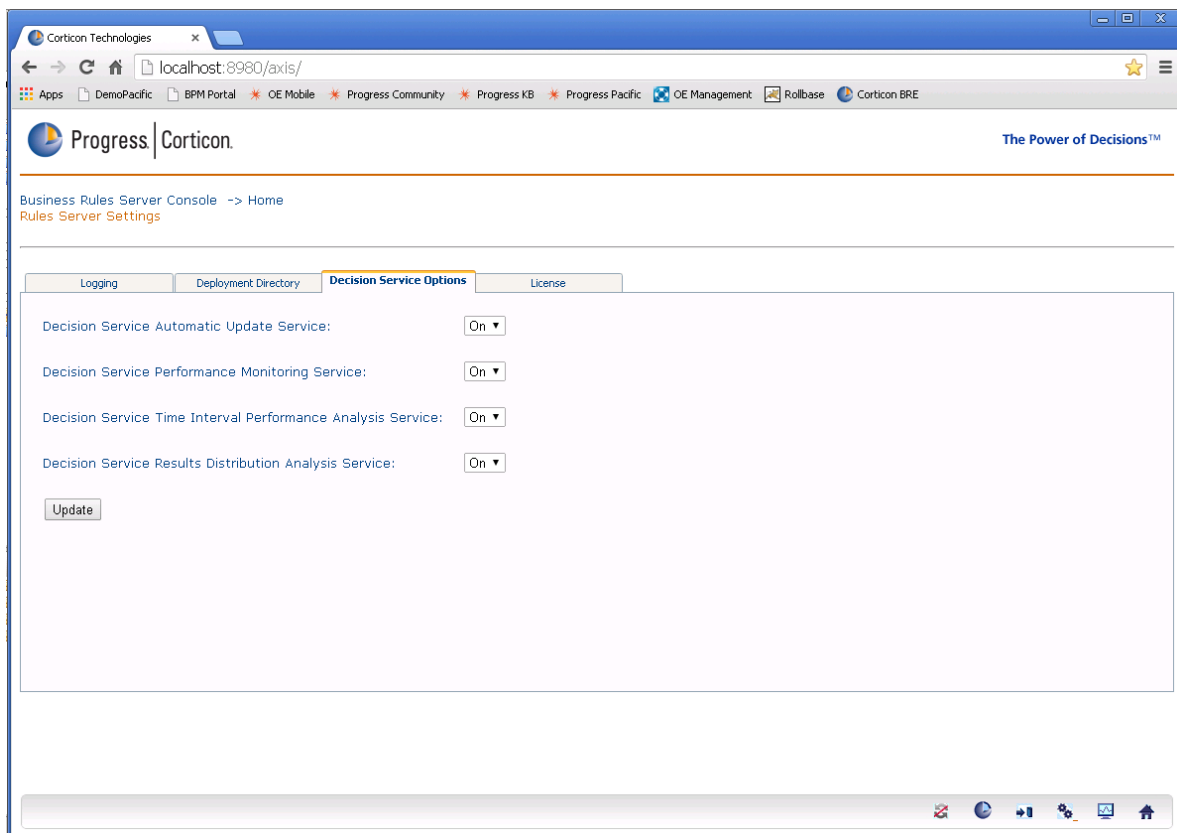 Corticon Technologies
localhost:8980/axis/
Apps DemoPacific BPM Portal OE Mobile Progress Community Progress KB Progress Pacific OE Management Rollbase Corticon BRE
Progress Corticon.
The Power of Decisions™
Business Rules Server Console -> Home
Rules Server Settings
Logging Deployment Directory Decision Service Options License
Decision Service Automatic Update Service: On
Decision Service Performance Monitoring Service: On
Decision Service Time Interval Performance Analysis Service: On
Decision Service Results Distribution Analysis Service: On
Update